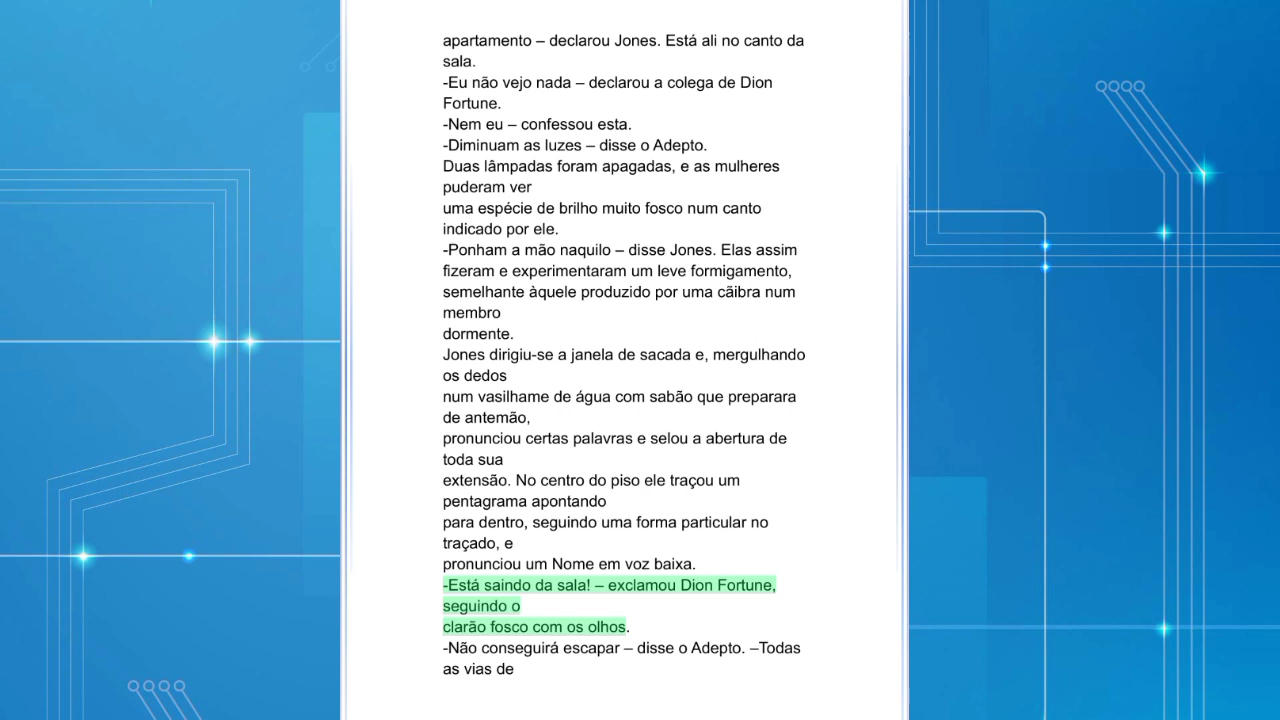 apartamento – declarou Jones. Está ali no canto da
sala.
-Eu não vejo nada – declarou a colega de Dion
Fortune.
-Nem eu – confessou esta.
-Diminuam as luzes – disse o Adepto.
Duas lâmpadas foram apagadas, e as mulheres
puderam ver
uma espécie de brilho muito fosco num canto
indicado por ele.
-Ponham a mão naquilo – disse Jones. Elas assim
fizeram e experimentaram um leve formigamento,
semelhante àquele produzido por uma cãibra num
membro
dormente.
Jones dirigiu-se a janela de sacada e, mergulhando
os dedos
num vasilhame de água com sabão que preparara
de antemão,
pronunciou certas palavras e selou a abertura de
toda sua
extensão. No centro do piso ele traçou um
pentagrama apontando
para dentro, seguindo uma forma particular no
traçado, e
pronunciou um Nome em voz baixa.
-Está saindo da sala! – exclamou Dion Fortune,
seguindo o
clarão fosco com os olhos.
-Não conseguirá escapar – disse o Adepto. –Todas
as vias de